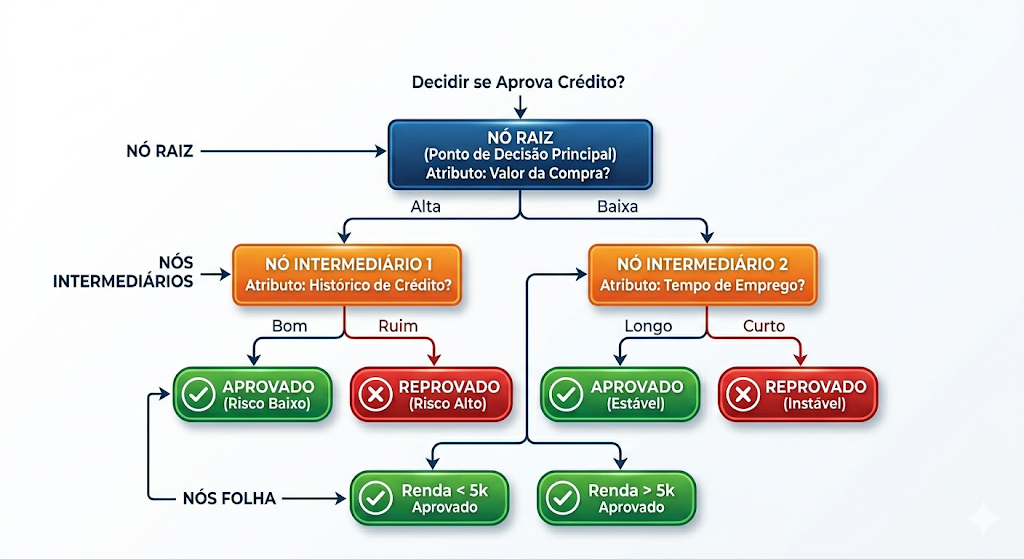 Decidir se Aprova Crédito?
NÓ RAIZ
NÓ RAIZ
(Ponto de Decisão Principal)
Atributo: Valor da Compra?
Alta
Baixa
NÓS
INTERMEDIÁRIOS
NÓ INTERMEDIÁRIO 1
Atributo: Histórico de Crédito?
NÓ INTERMEDIÁRIO 2
Atributo: Tempo de Emprego?
Bom
Ruim
Longo
Curto
APROVADO
(Risco Baixo)
REPROVADO
(Risco Alto)
APROVADO
(Estável)
REPROVADO
(Instável)
NÓS FOLHA
Renda < 5k
Aprovado
Renda > 5k
Aprovado